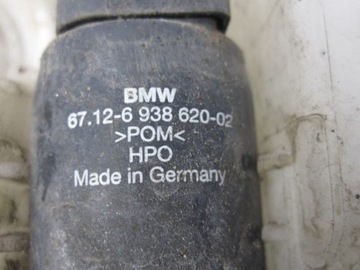 BMW
67.12-6 938 620-02
>POM<
HPO
Made in Germany